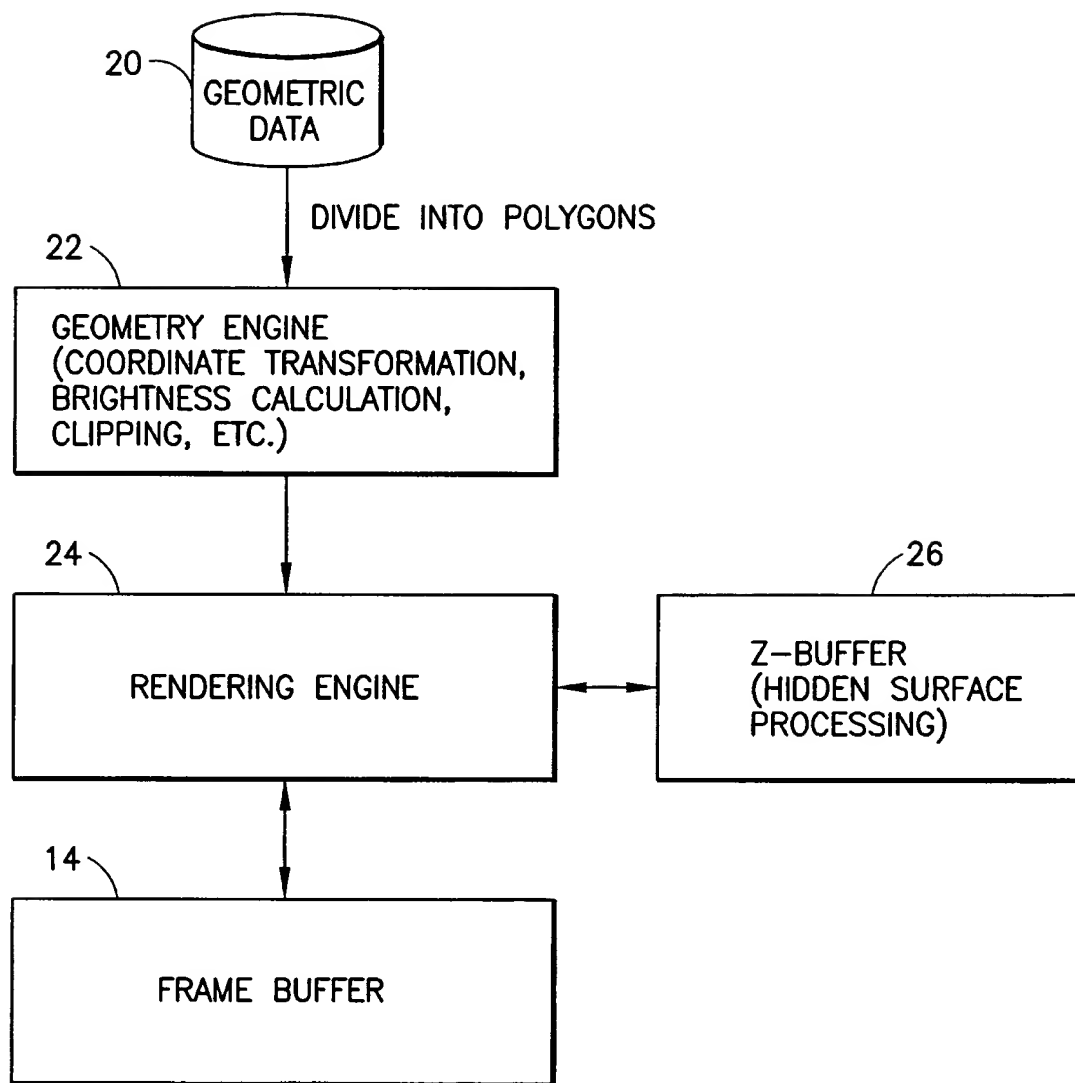 20
GEOMETRIC
DATA
DIVIDE INTO POLYGONS
22
GEOMETRY ENGINE
(COORDINATE TRANSFORMATION,
BRIGHTNESS CALCULATION,
CLIPPING, ETC.)
24
RENDERING ENGINE
26
Z-BUFFER
(HIDDEN SURFACE
PROCESSING)
14
FRAME BUFFER